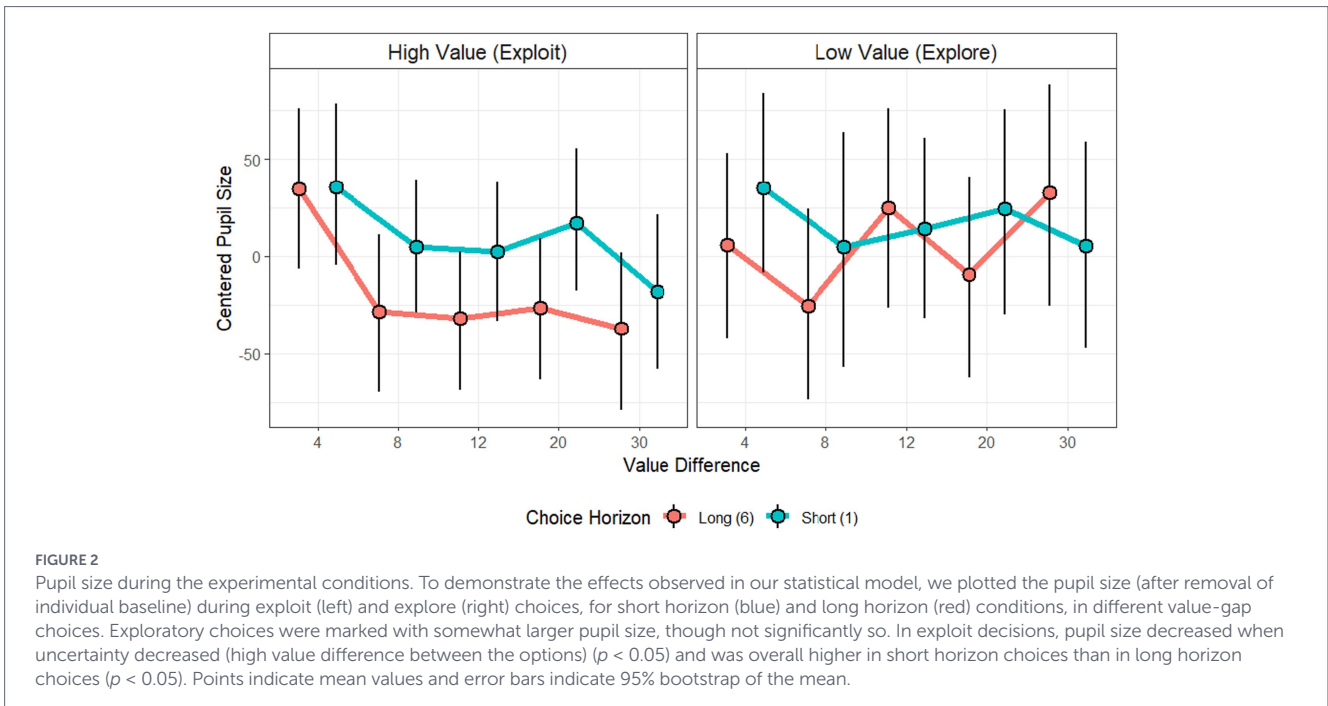 High Value (Exploit)
Low Value (Explore)
Centered Pupil Size
50
0
-50
4 8 12 20 30
4 8 12 20 30
Value Difference
Choice Horizon Long (6) Short (1)
FIGURE 2
Pupil size during the experimental conditions. To demonstrate the effects observed in our statistical model, we plotted the pupil size (after removal of
individual baseline) during exploit (left) and explore (right) choices, for short horizon (blue) and long horizon (red) conditions, in different value-gap
choices. Exploratory choices were marked with somewhat larger pupil size, though not significantly so. In exploit decisions, pupil size decreased when
uncertainty decreased (high value difference between the options) (p < 0.05) and was overall higher in short horizon choices than in long horizon
choices (p < 0.05). Points indicate mean values and error bars indicate 95% bootstrap of the mean.